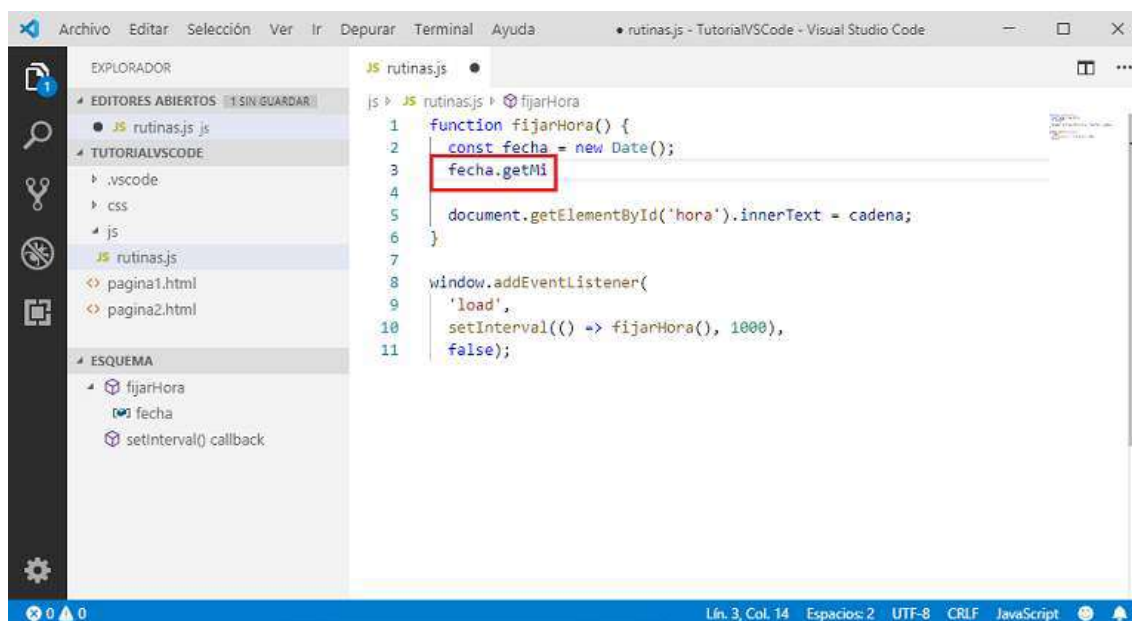 Archivo Editar Selección Ver Ir Depurar Terminal Ayuda ● rutinas.js - TutorialVSCode - Visual Studio Code
EXPLORADOR
EDITORES ABIERTOS 1 SIN GUARDAR
● JS rutinas.js js
TUTORIALVSCODE
.vscode
css
js
JS rutinas.js
<> pagina1.html
<> pagina2.html
ESQUEMA
fijarHora
fecha
setInterval() callback
JS rutinas.js ●
js JS rutinas.js fijarHora
1 function fijarHora() {
2 const fecha = new Date();
3 fecha.getMi
4
5 document.getElementById('hora').innerText = cadena;
6 }
7
8 window.addEventListener(
9 'load',
10 setInterval(() => fijarHora(), 1000),
11 false);
1
0 0 Lín. 3, Col. 14 Espacios: 2 UTF-8 CRLF JavaScript